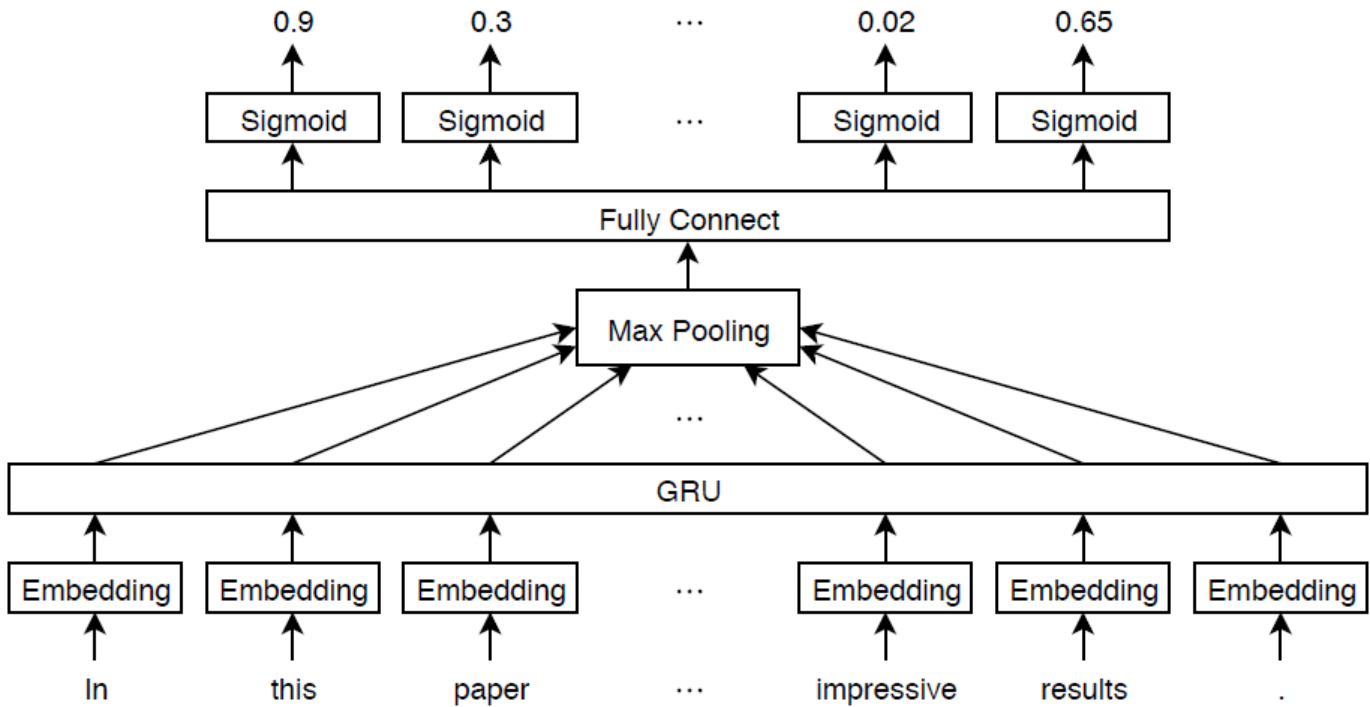 0.9 0.3 ... 0.02 0.65
Sigmoid Sigmoid ... Sigmoid Sigmoid
Fully Connect
Max Pooling
...
GRU
Embedding Embedding Embedding ... Embedding Embedding Embedding
In this paper ... impressive results .